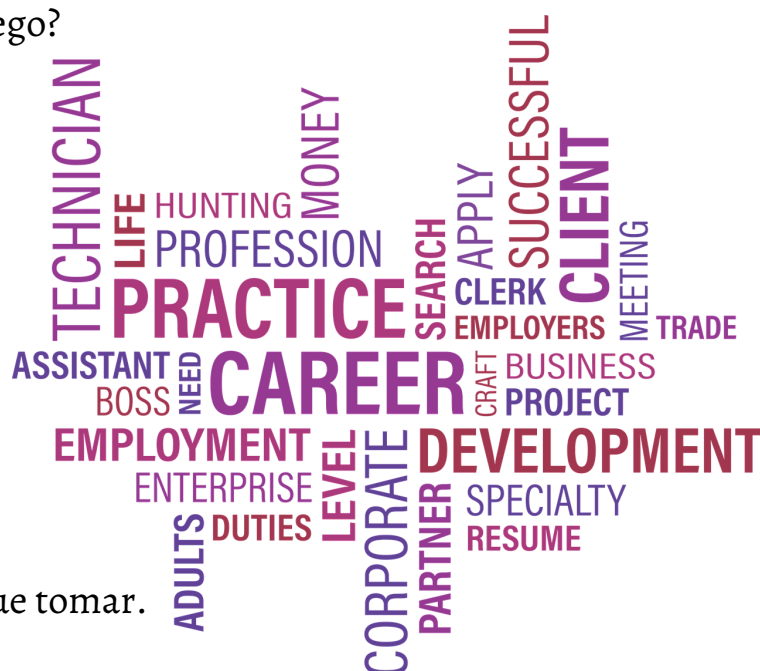 ego?
SUCCESSFUL
TECHNICIAN
MONEY
CLIENT
APPLY
LIFE
HUNTING
PROFESSION
SEARCH
MEETING
PRACTICE
CLERK
EMPLOYERS
TRADE
ASSISTANT
NEED
CAREER
CRAFT
BUSINESS
BOSS
PROJECT
EMPLOYMENT
LEVEL
CORPORATE
DEVELOPMENT
ENTERPRISE
PARTNER
SPECIALTY
ADULTS
DUTIES
RESUME
ue tomar.